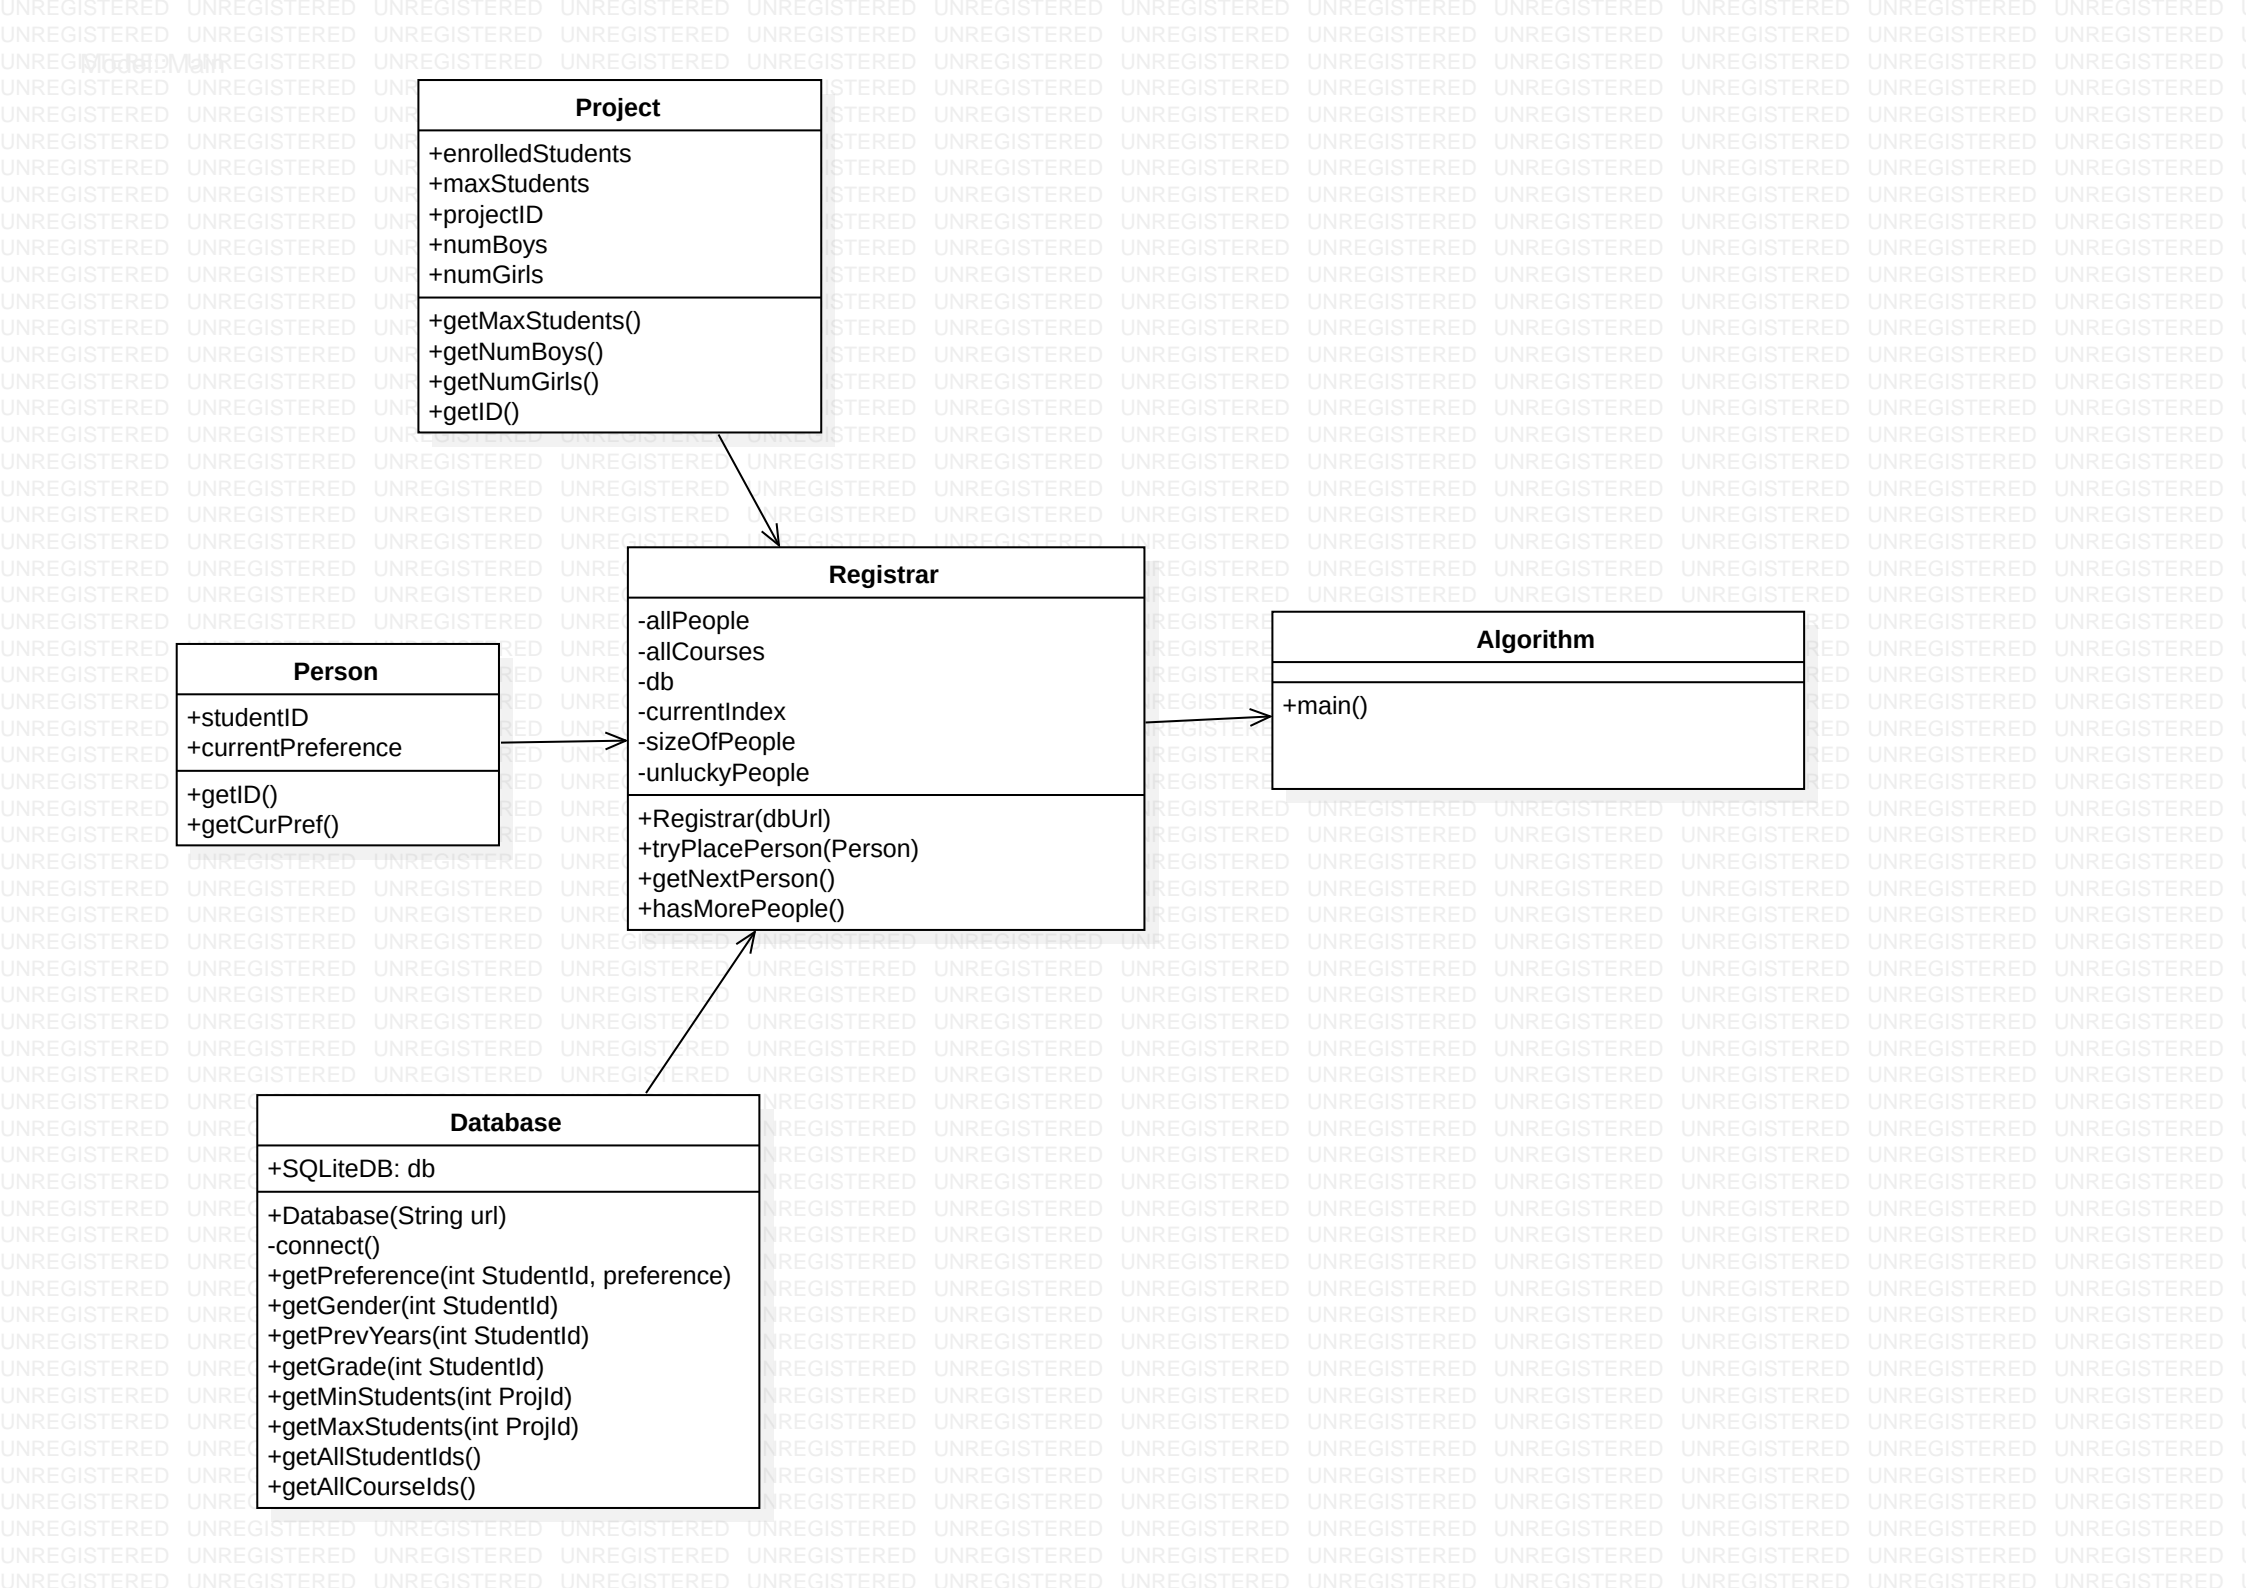 Model::Main
Project
+enrolledStudents
+maxStudents
+projectID
+numBoys
+numGirls
+getMaxStudents()
+getNumBoys()
+getNumGirls()
+getID()
Registrar
-allPeople
-allCourses
-db
-currentIndex
-sizeOfPeople
-unluckyPeople
+Registrar(dbUrl)
+tryPlacePerson(Person)
+getNextPerson()
+hasMorePeople()
Algorithm
+main()
Person
+studentID
+currentPreference
+getID()
+getCurPref()
Database
+SQLiteDB: db
+Database(String url)
-connect()
+getPreference(int StudentId, preference)
+getGender(int StudentId)
+getPrevYears(int StudentId)
+getGrade(int StudentId)
+getMinStudents(int ProjId)
+getMaxStudents(int ProjId)
+getAllStudentIds()
+getAllCourseIds()
UNREGISTERED